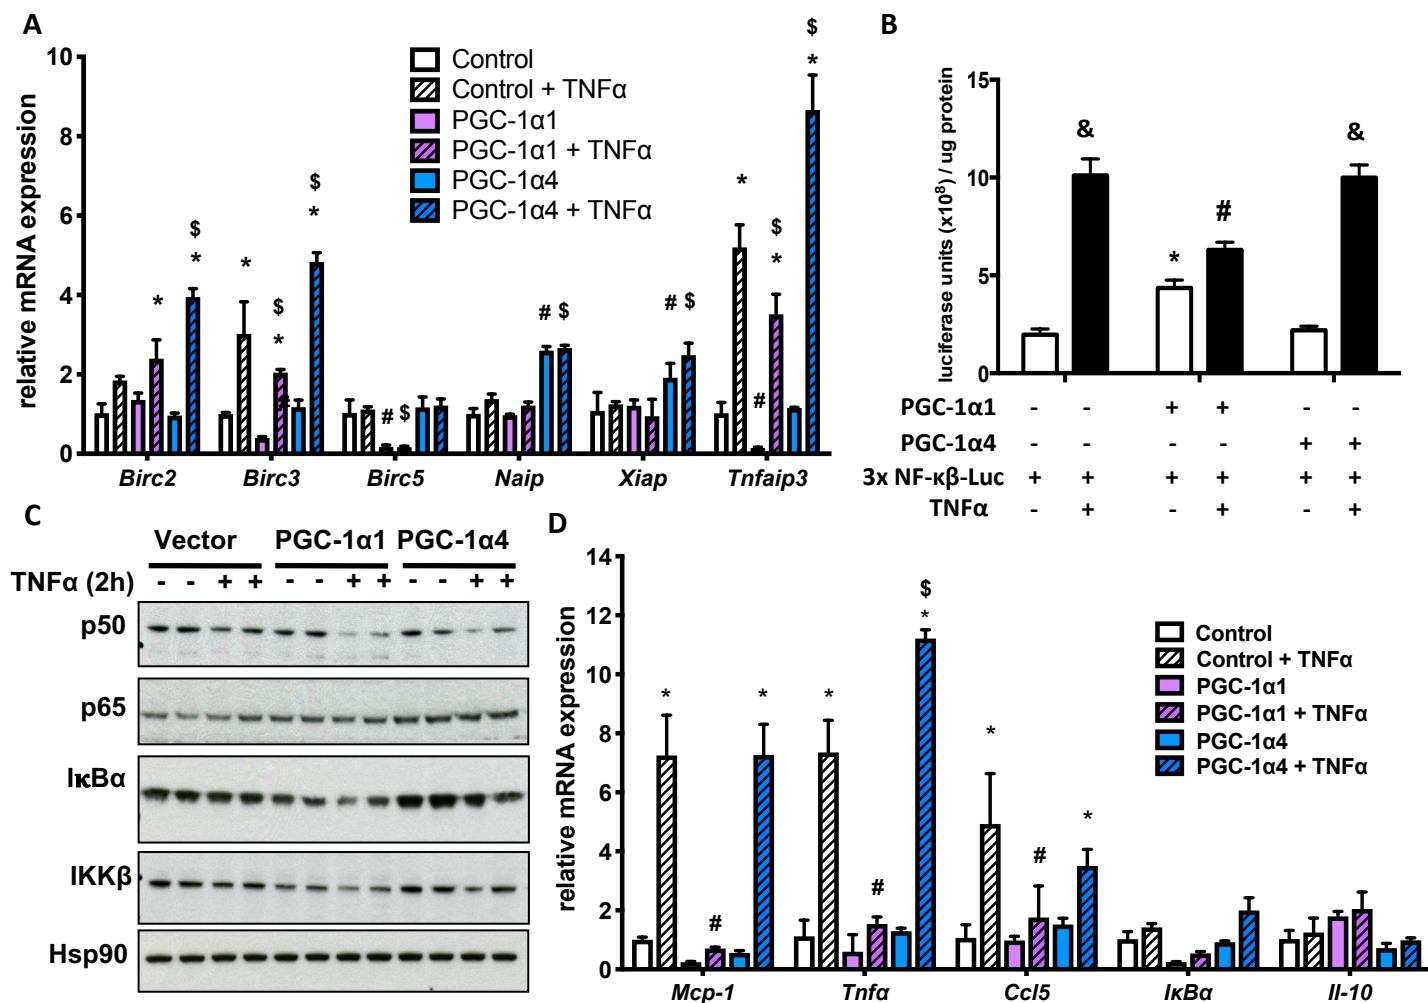 A
relative mRNA expression
10
8
6
4
2
0
Control
Control + TNFα
PGC-1α1
PGC-1α1 + TNFα
PGC-1α4
PGC-1α4 + TNFα
*
$
*
*
$
*
#
$
*
#
$
#
$
#
$
*
#
$
*
$
*
Birc2
Birc3
Birc5
Naip
Xiap
Tnfaip3
B
luciferase units (x10⁸) / ug protein
15
10
5
0
&
*
#
&
PGC-1α1 - - + + - -
PGC-1α4 - - - - + +
3x NF-κβ-Luc + + + + + +
TNFα - + - + - +
C
Vector PGC-1α1 PGC-1α4
TNFα (2h) - - + + - - + + - - + +
p50
p65
IκBα
IKKβ
Hsp90
D
relative mRNA expression
14
12
10
8
6
4
2
0
Control
Control + TNFα
PGC-1α1
PGC-1α1 + TNFα
PGC-1α4
PGC-1α4 + TNFα
*
#
*
*
#
$
*
*
#
*
Mcp-1
Tnfα
Ccl5
IκBα
Il-10